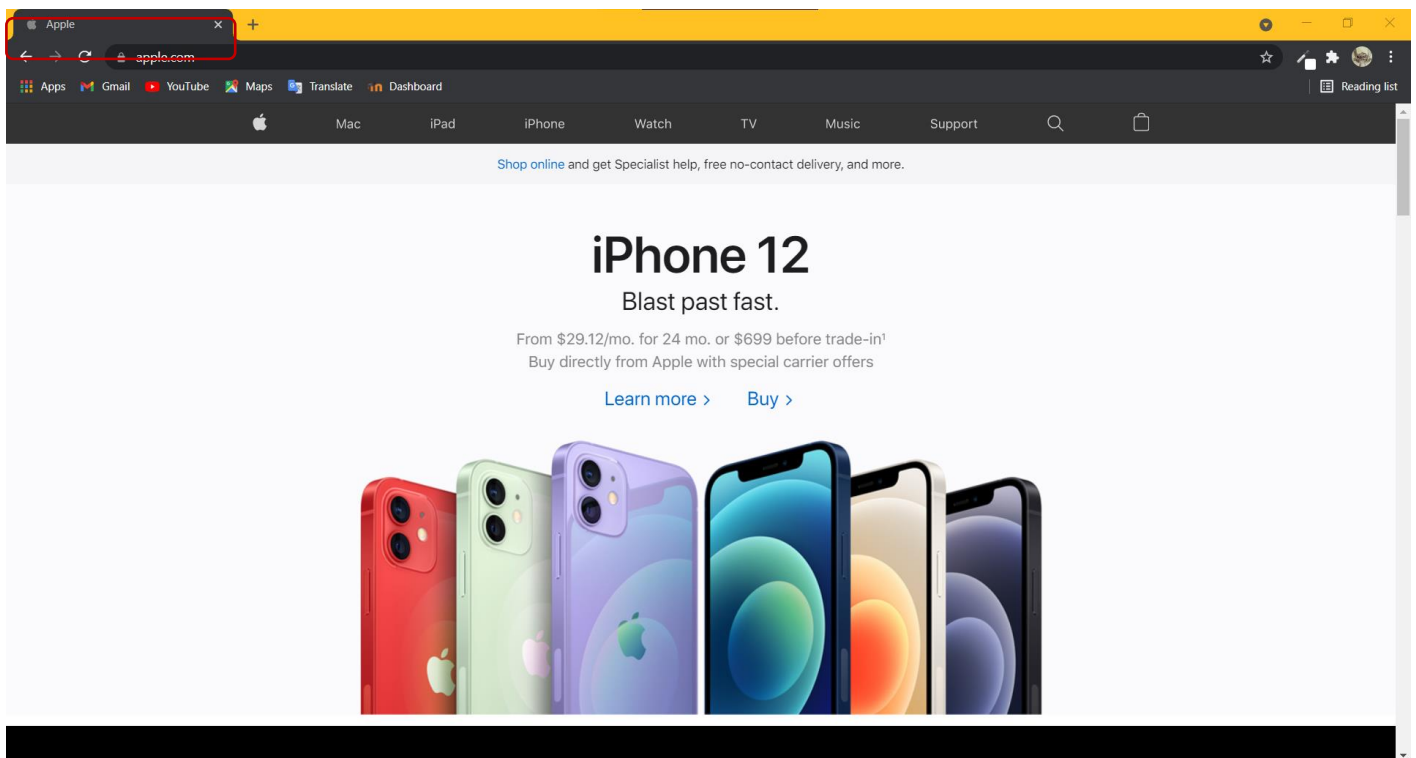 Apple
apple.com
Apps Gmail YouTube Maps Translate Dashboard Reading list
Mac iPad iPhone Watch TV Music Support
Shop online and get Specialist help, free no-contact delivery, and more.
iPhone 12
Blast past fast.
From $29.12/mo. for 24 mo. or $699 before trade-in¹
Buy directly from Apple with special carrier offers
Learn more > Buy >